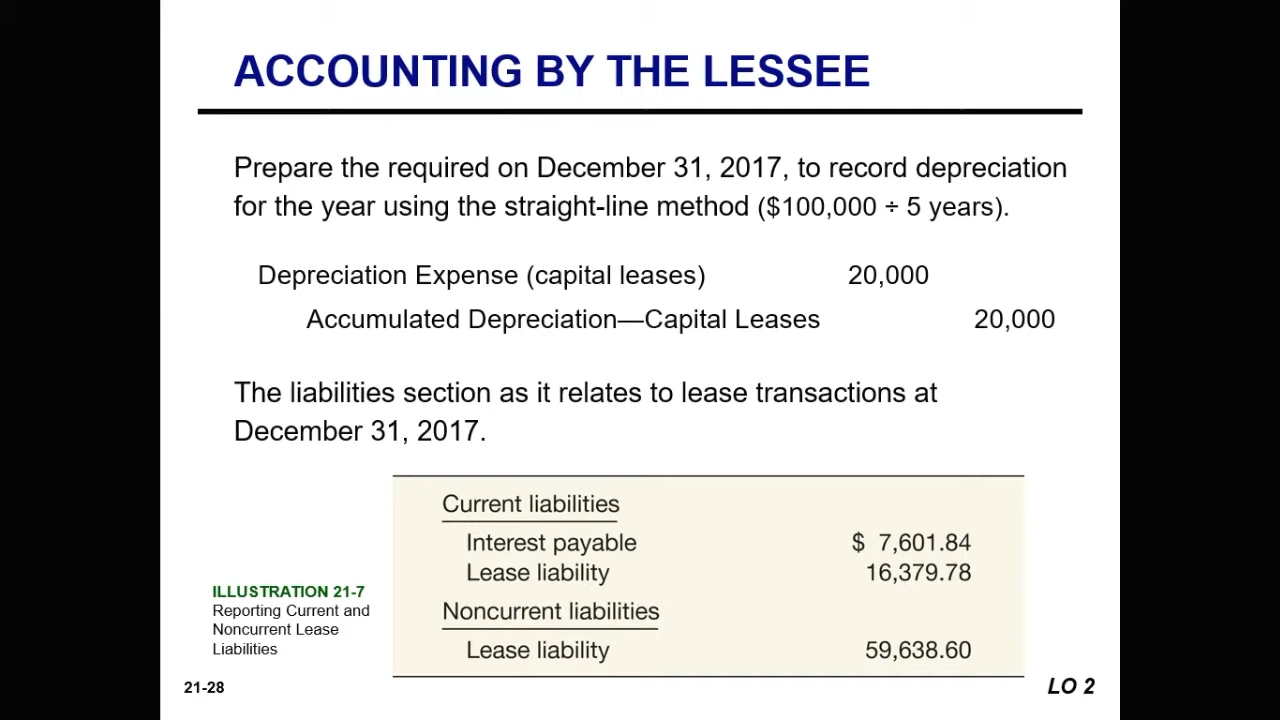 ACCOUNTING BY THE LESSEE
Prepare the required on December 31, 2017, to record depreciation
for the year using the straight-line method ($100,000 ÷ 5 years).
Depreciation Expense (capital leases) 20,000
Accumulated Depreciation—Capital Leases 20,000
The liabilities section as it relates to lease transactions at
December 31, 2017.
Current liabilities
Interest payable $ 7,601.84
Lease liability 16,379.78
Noncurrent liabilities
Lease liability 59,638.60
ILLUSTRATION 21-7
Reporting Current and
Noncurrent Lease
Liabilities
21-28
LO 2